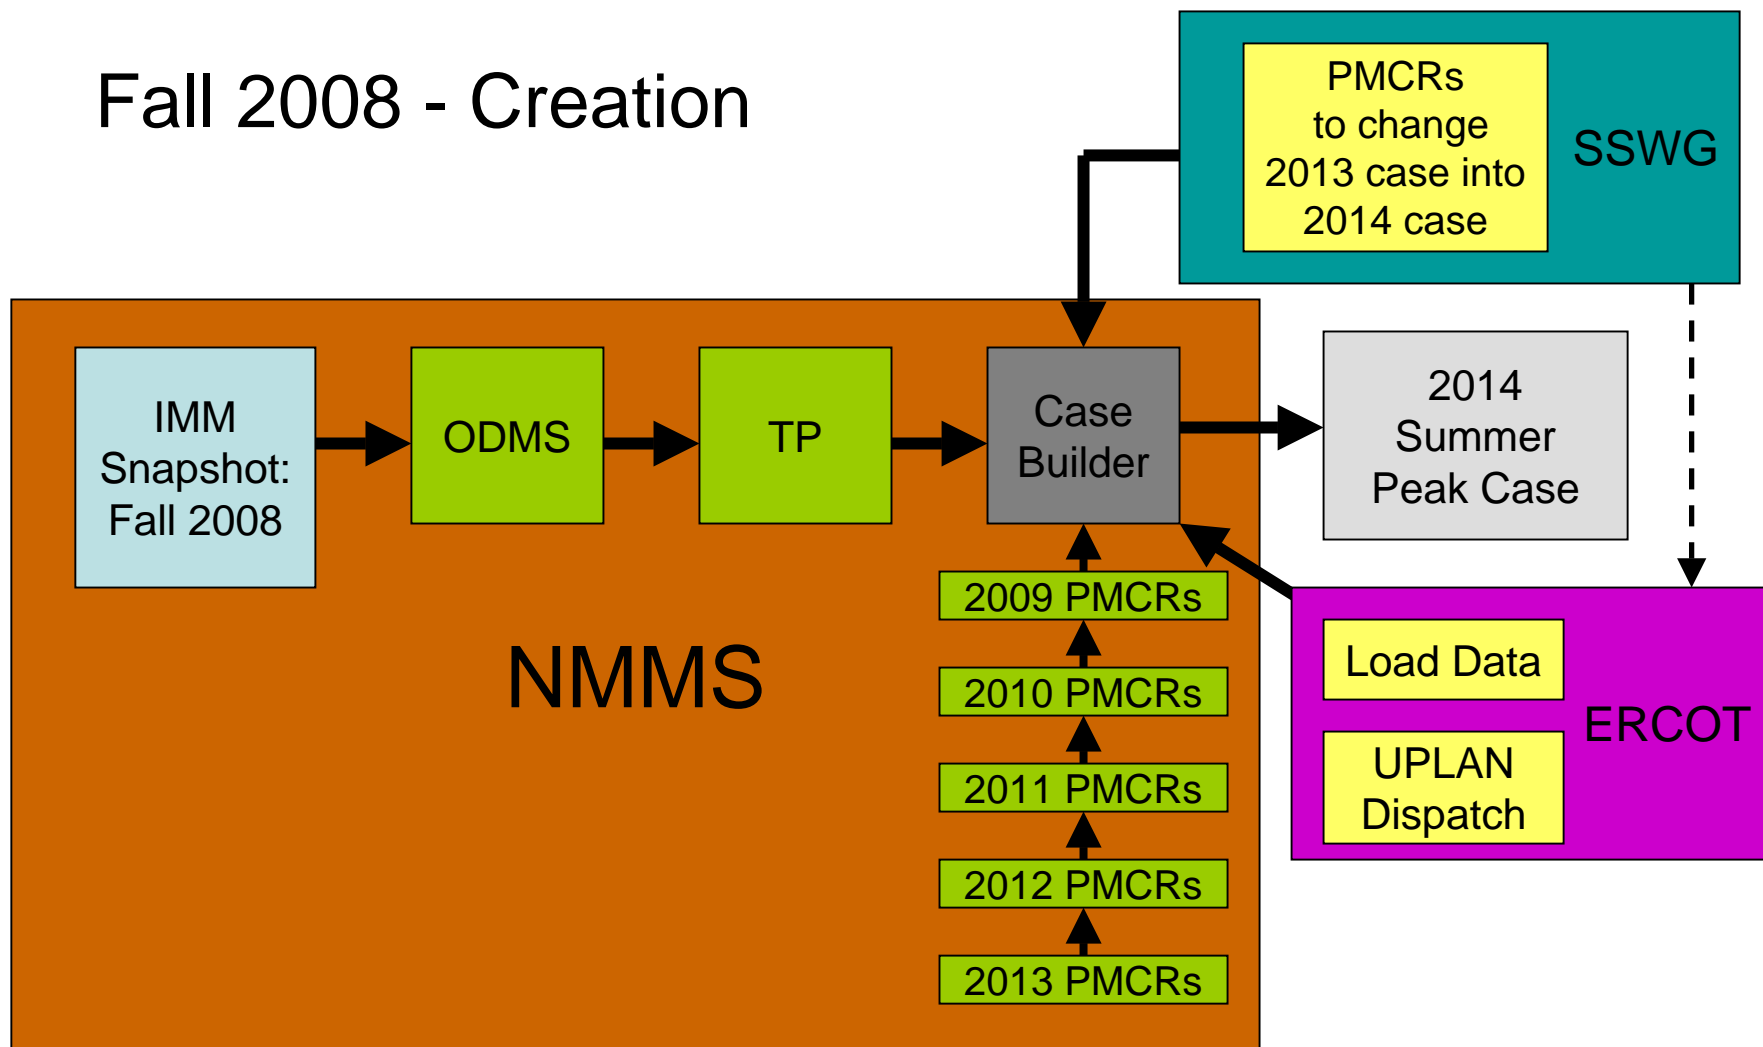 Fall 2008 - Creation
PMCRs
to change
2013 case into
2014 case
SSWG
IMM
Snapshot:
Fall 2008
ODMS
TP
Case
Builder
2014
Summer
Peak Case
NMMS
2009 PMCRs
2010 PMCRs
2011 PMCRs
2012 PMCRs
2013 PMCRs
Load Data
UPLAN
Dispatch
ERCOT